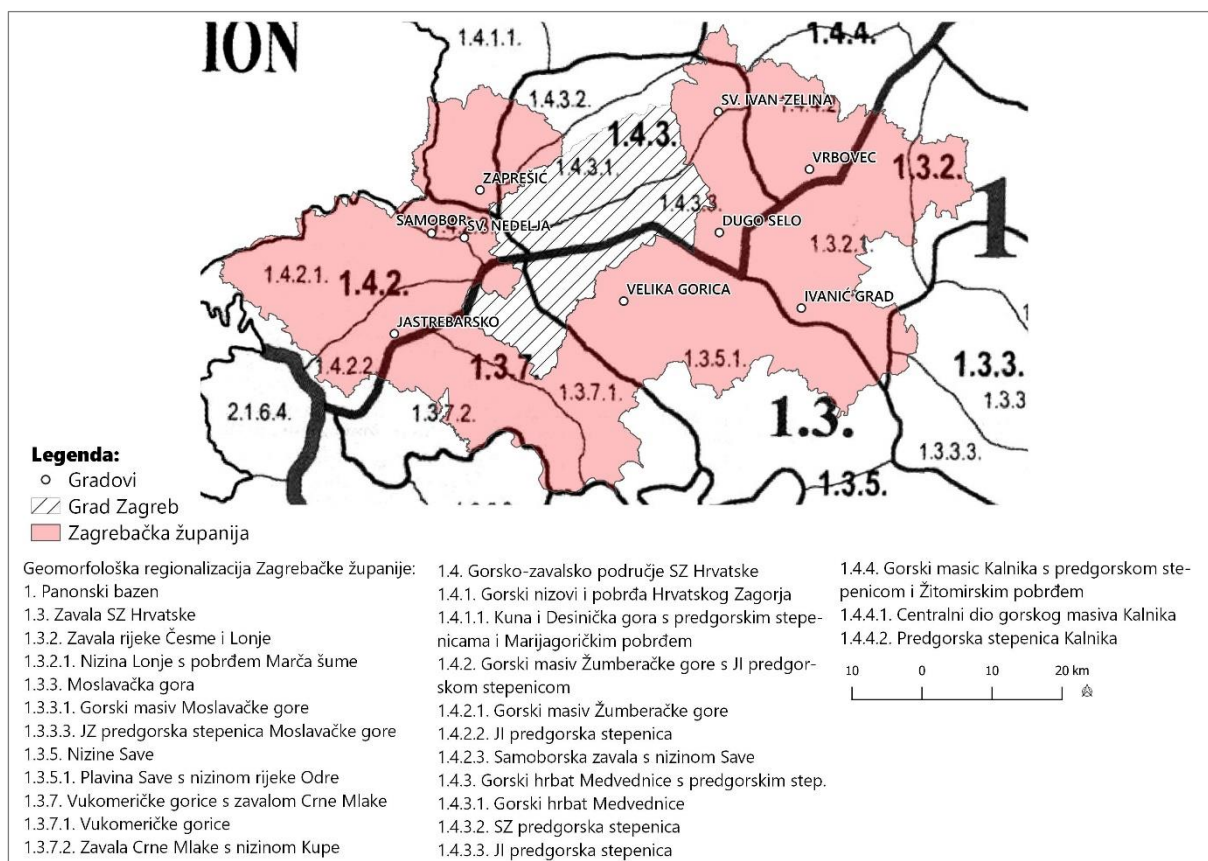 ION
1.4.1.1.
1.4.4.
1.4.3.2.
SV. IVAN ZELINA
1.4.4.2.
1.4.3.
VRBOVEC
1.3.2.
1.4.3.1.
ZAPREŠIĆ
1
SAMOBOR
SV. NEDELJA
1.4.3.3.
DUGO SELO
1.3.2.1.
1.4.2.1.
1.4.2.
VELIKA GORICA
IVANIĆ GRAD
JASTREBARSKO
1.3.7.
1.3.5.1.
1.3.3.
1.4.2.2.
1.3.7.1.
2.1.6.4.
1.3.7.2.
1.3.
1.3.3
1.3.3.3.
1.3.5.
Legenda:
Gradovi
Grad Zagreb
Zagrebačka županija
Geomorfološka regionalizacija Zagrebačke županije:
1. Panonski bazen
1.3. Zavala SZ Hrvatske
1.3.2. Zavala rijeke Česme i Lonje
1.3.2.1. Nizina Lonje s pobrđem Marča šume
1.3.3. Moslavačka gora
1.3.3.1. Gorski masiv Moslavačke gore
1.3.3.3. JZ predgorska stepenica Moslavačke gore
1.3.5. Nizine Save
1.3.5.1. Plavina Save s nizinom rijeke Odre
1.3.7. Vukomeričke gorice s zavalom Crne Mlake
1.3.7.1. Vukomeričke gorice
1.3.7.2. Zavala Crne Mlake s nizinom Kupe
1.4. Gorsko-zavalsko područje SZ Hrvatske
1.4.1. Gorski nizovi i pobrđa Hrvatskog Zagorja
1.4.1.1. Kuna i Desinička gora s predgorskim stepe-
nicama i Marijagoričkim pobrđem
1.4.2. Gorski masiv Žumberačke gore s JI predgor-
skom stepenicom
1.4.2.1. Gorski masiv Žumberačke gore
1.4.2.2. JI predgorska stepenica
1.4.2.3. Samoborska zavala s nizinom Save
1.4.3. Gorski hrbat Medvednice s predgorskim step.
1.4.3.1. Gorski hrbat Medvednice
1.4.3.2. SZ predgorska stepenica
1.4.3.3. JI predgorska stepenica
1.4.4. Gorski masic Kalnika s predgorskom ste-
penicom i Žitomirskim pobrđem
1.4.4.1. Centralni dio gorskog masiva Kalnika
1.4.4.2. Predgorska stepenica Kalnika
10 0 10 20 km